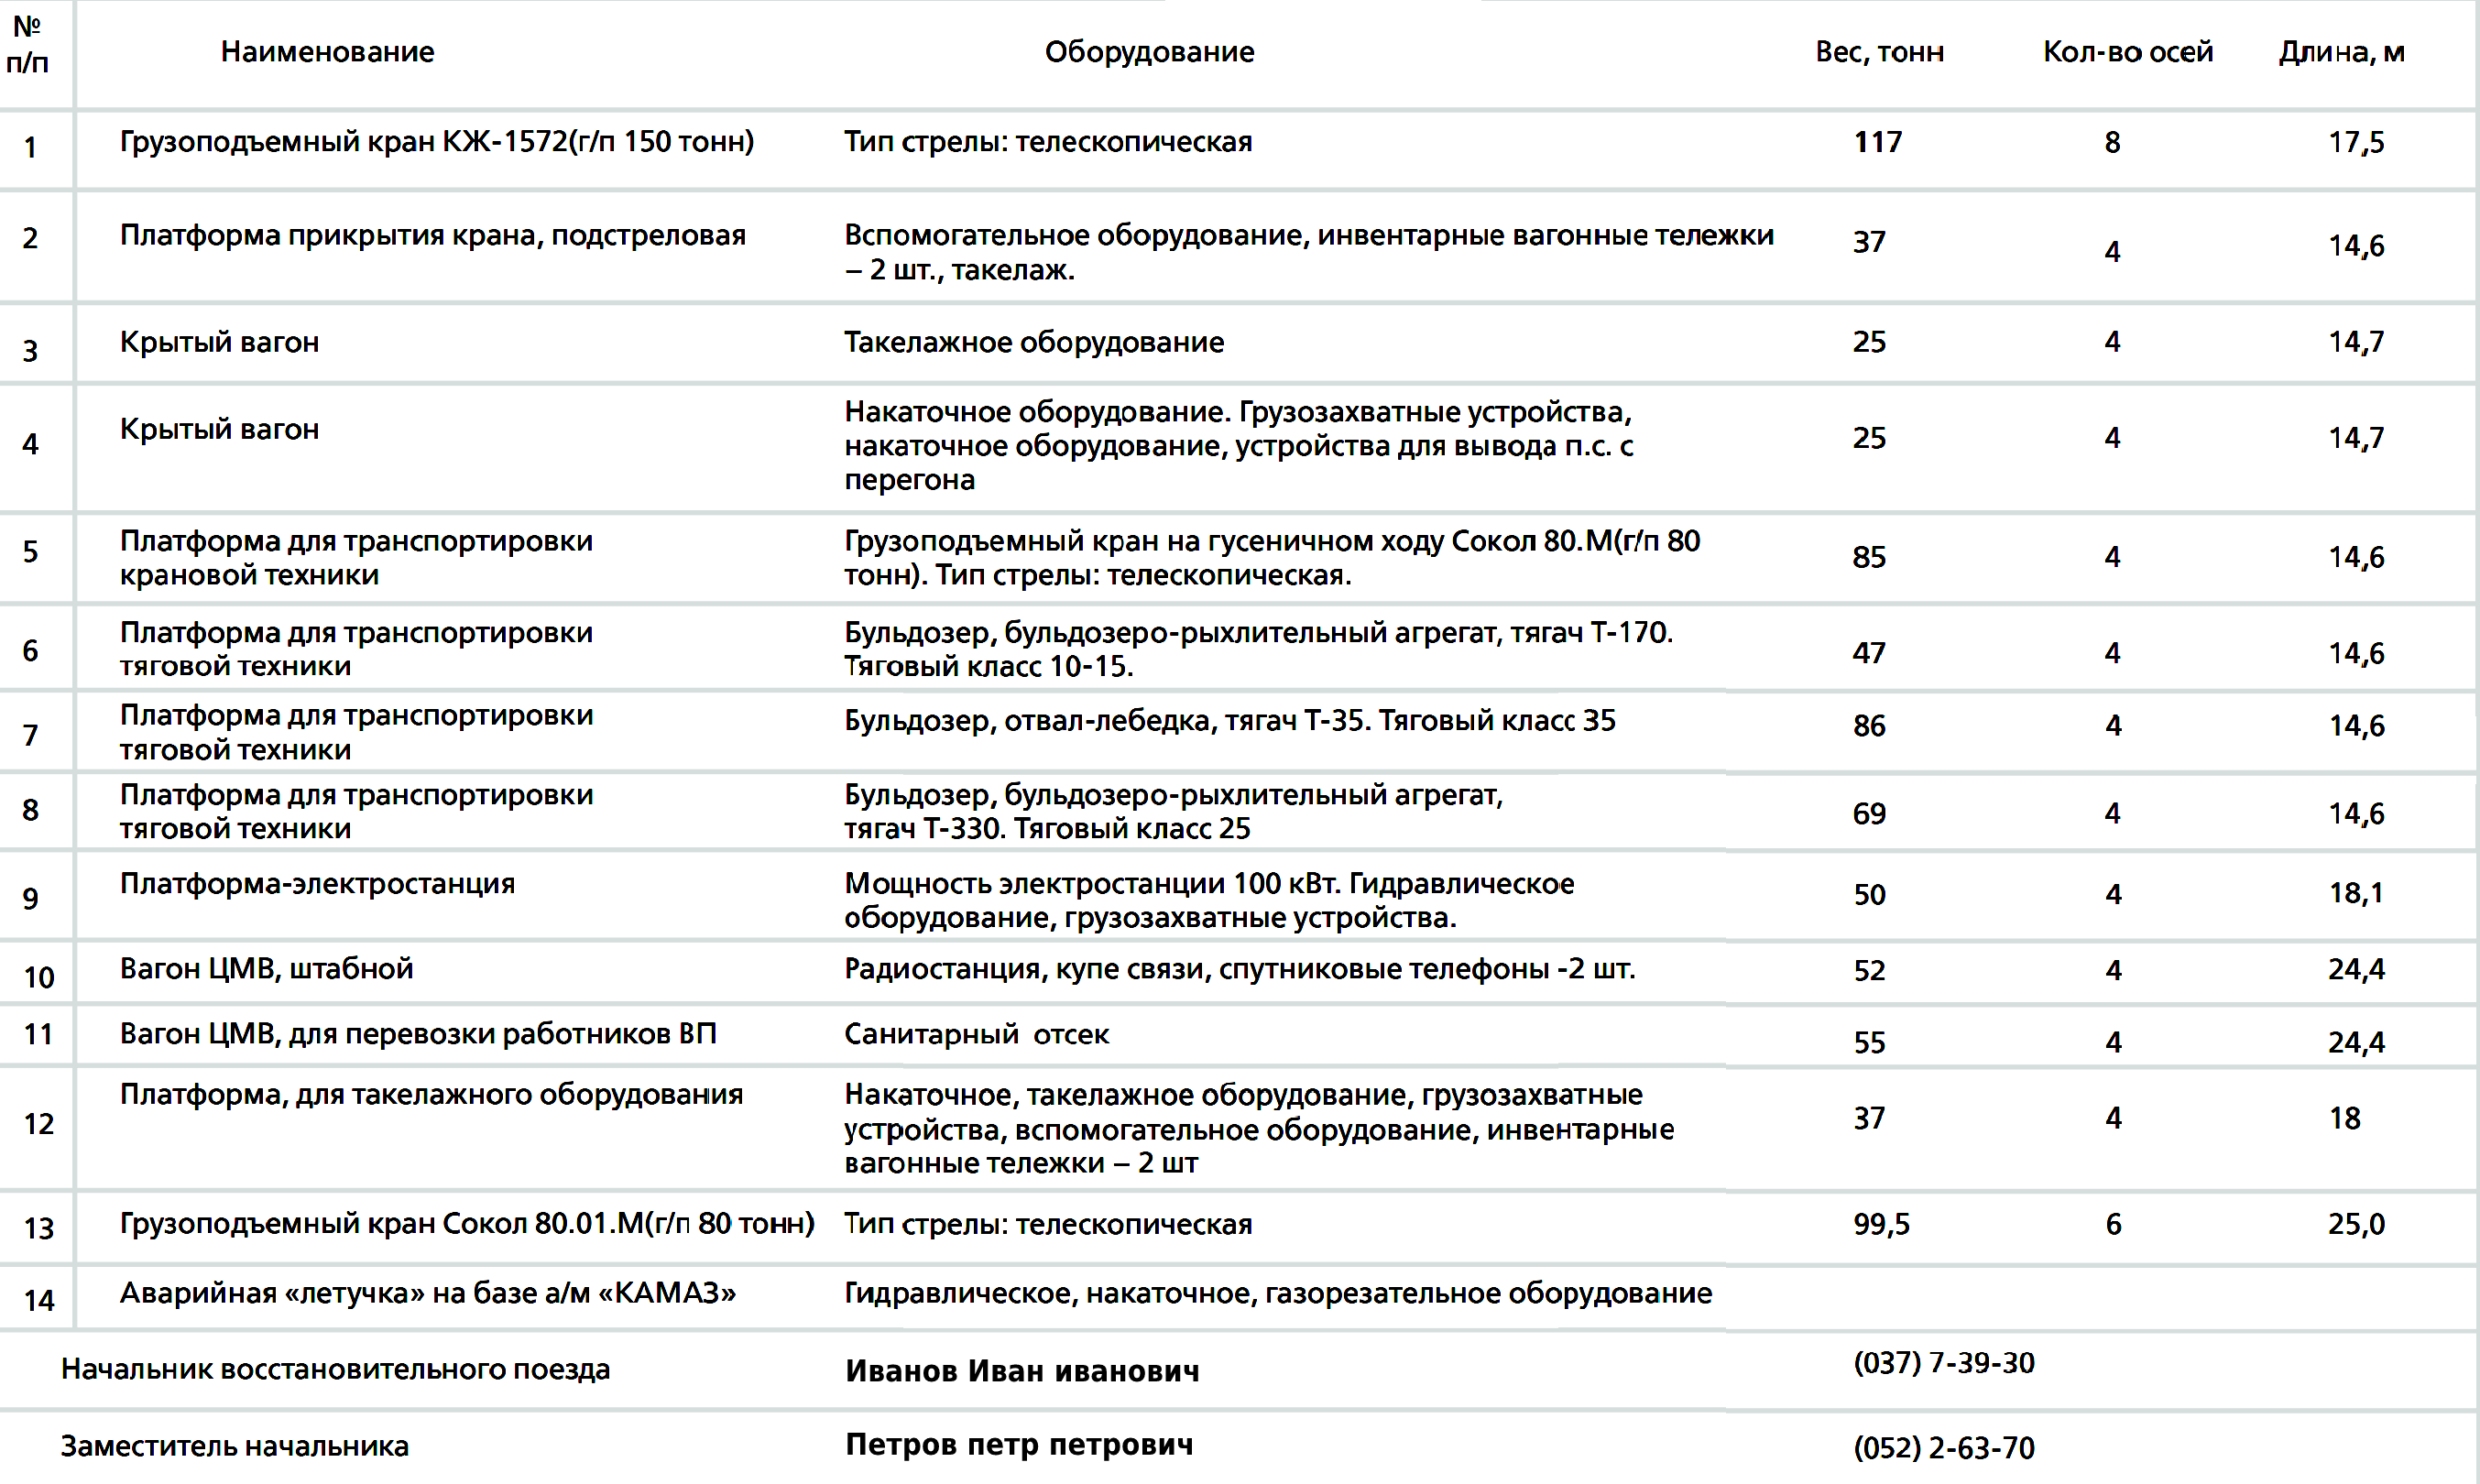 № п/п Наименование Оборудование Вес, тонн Кол-во осей Длина, м
1 Грузоподъемный кран КЖ-1572(г/п 150 тонн) Тип стрелы: телескопическая 117 8 17,5
2 Платформа прикрытия крана, подстреловая Вспомогательное оборудование, инвентарные вагонные тележки
– 2 шт., такелаж. 37 4 14,6
3 Крытый вагон Такелажное оборудование 25 4 14,7
4 Крытый вагон Накаточное оборудование. Грузозахватные устройства,
накаточное оборудование, устройства для вывода п.с. с
перегона 25 4 14,7
5 Платформа для транспортировки
крановой техники Грузоподъемный кран на гусеничном ходу Сокол 80.М(г/п 80
тонн). Тип стрелы: телескопическая. 85 4 14,6
6 Платформа для транспортировки
тяговой техники Бульдозер, бульдозеро-рыхлительный агрегат, тягач Т-170.
Тяговый класс 10-15. 47 4 14,6
7 Платформа для транспортировки
тяговой техники Бульдозер, отвал-лебедка, тягач Т-35. Тяговый класс 35 86 4 14,6
8 Платформа для транспортировки
тяговой техники Бульдозер, бульдозеро-рыхлительный агрегат,
тягач Т-330. Тяговый класс 25 69 4 14,6
9 Платформа-электростанция Мощность электростанции 100 кВт. Гидравлическое
оборудование, грузозахватные устройства. 50 4 18,1
10 Вагон ЦМВ, штабной Радиостанция, купе связи, спутниковые телефоны -2 шт. 52 4 24,4
11 Вагон ЦМВ, для перевозки работников ВП Санитарный отсек 55 4 24,4
12 Платформа, для такелажного оборудования Накаточное, такелажное оборудование, грузозахватные
устройства, вспомогательное оборудование, инвентарные
вагонные тележки – 2 шт 37 4 18
13 Грузоподъемный кран Сокол 80.01.М(г/п 80 тонн) Тип стрелы: телескопическая 99,5 6 25,0
14 Аварийная «летучка» на базе а/м «КАМАЗ» Гидравлическое, накаточное, газорезательное оборудование
Начальник восстановительного поезда Иванов Иван иванович (037) 7-39-30
Заместитель начальника Петров петр петрович (052) 2-63-70